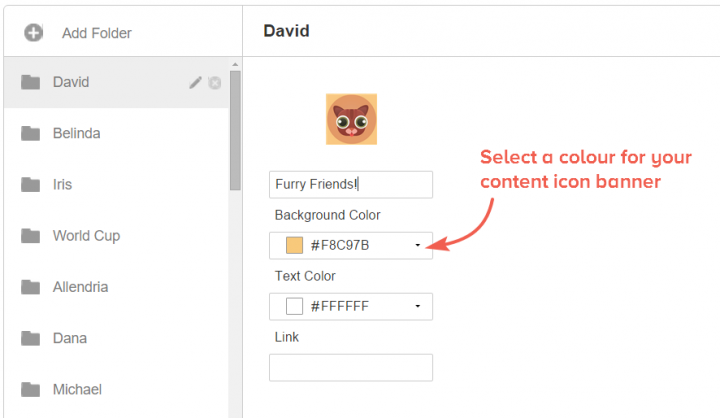 Add Folder
David
Belinda
Iris
World Cup
Allendria
Dana
Michael
David
Furry Friends!
Background Color
#F8C97B
Text Color
#FFFFFF
Link
Select a colour for your
content icon banner